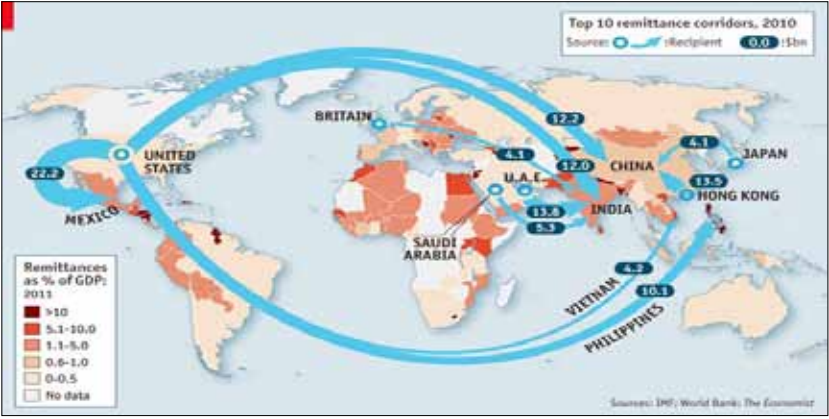 Top 10 remittance corridors, 2010
Source: :Recipient 0.0 :$bn
BRITAIN
12.2
4.1
4.1
JAPAN
UNITED
STATES
12.0
CHINA
22.2
U.A.E.
13.5
HONG KONG
MEXICO
13.8
INDIA
5.3
SAUDI
ARABIA
4.2
VIETNAM
10.1
PHILIPPINES
Remittances
as % of GDP:
2011
>10
5.1-10.0
1.1-5.0
0.6-1.0
0-0.5
No data
Sources: IMF; World Bank; The Economist